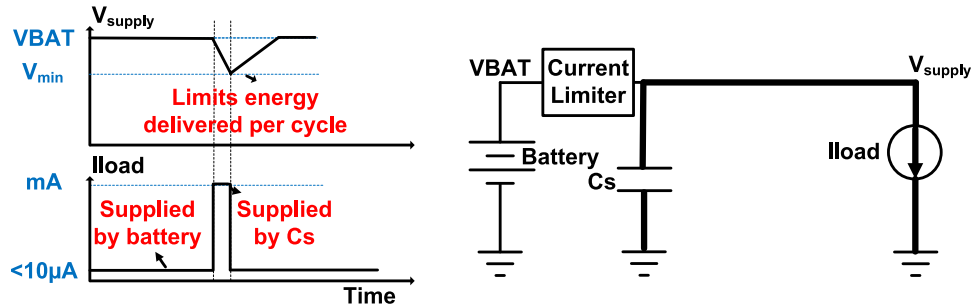 Vsupply
VBAT
Vmin
Limits energy
delivered per cycle
Iload
mA
Supplied
by battery
Supplied
by Cs
<10µA
Time
VBAT
Current
Limiter
Vsupply
Battery
Cs
Iload